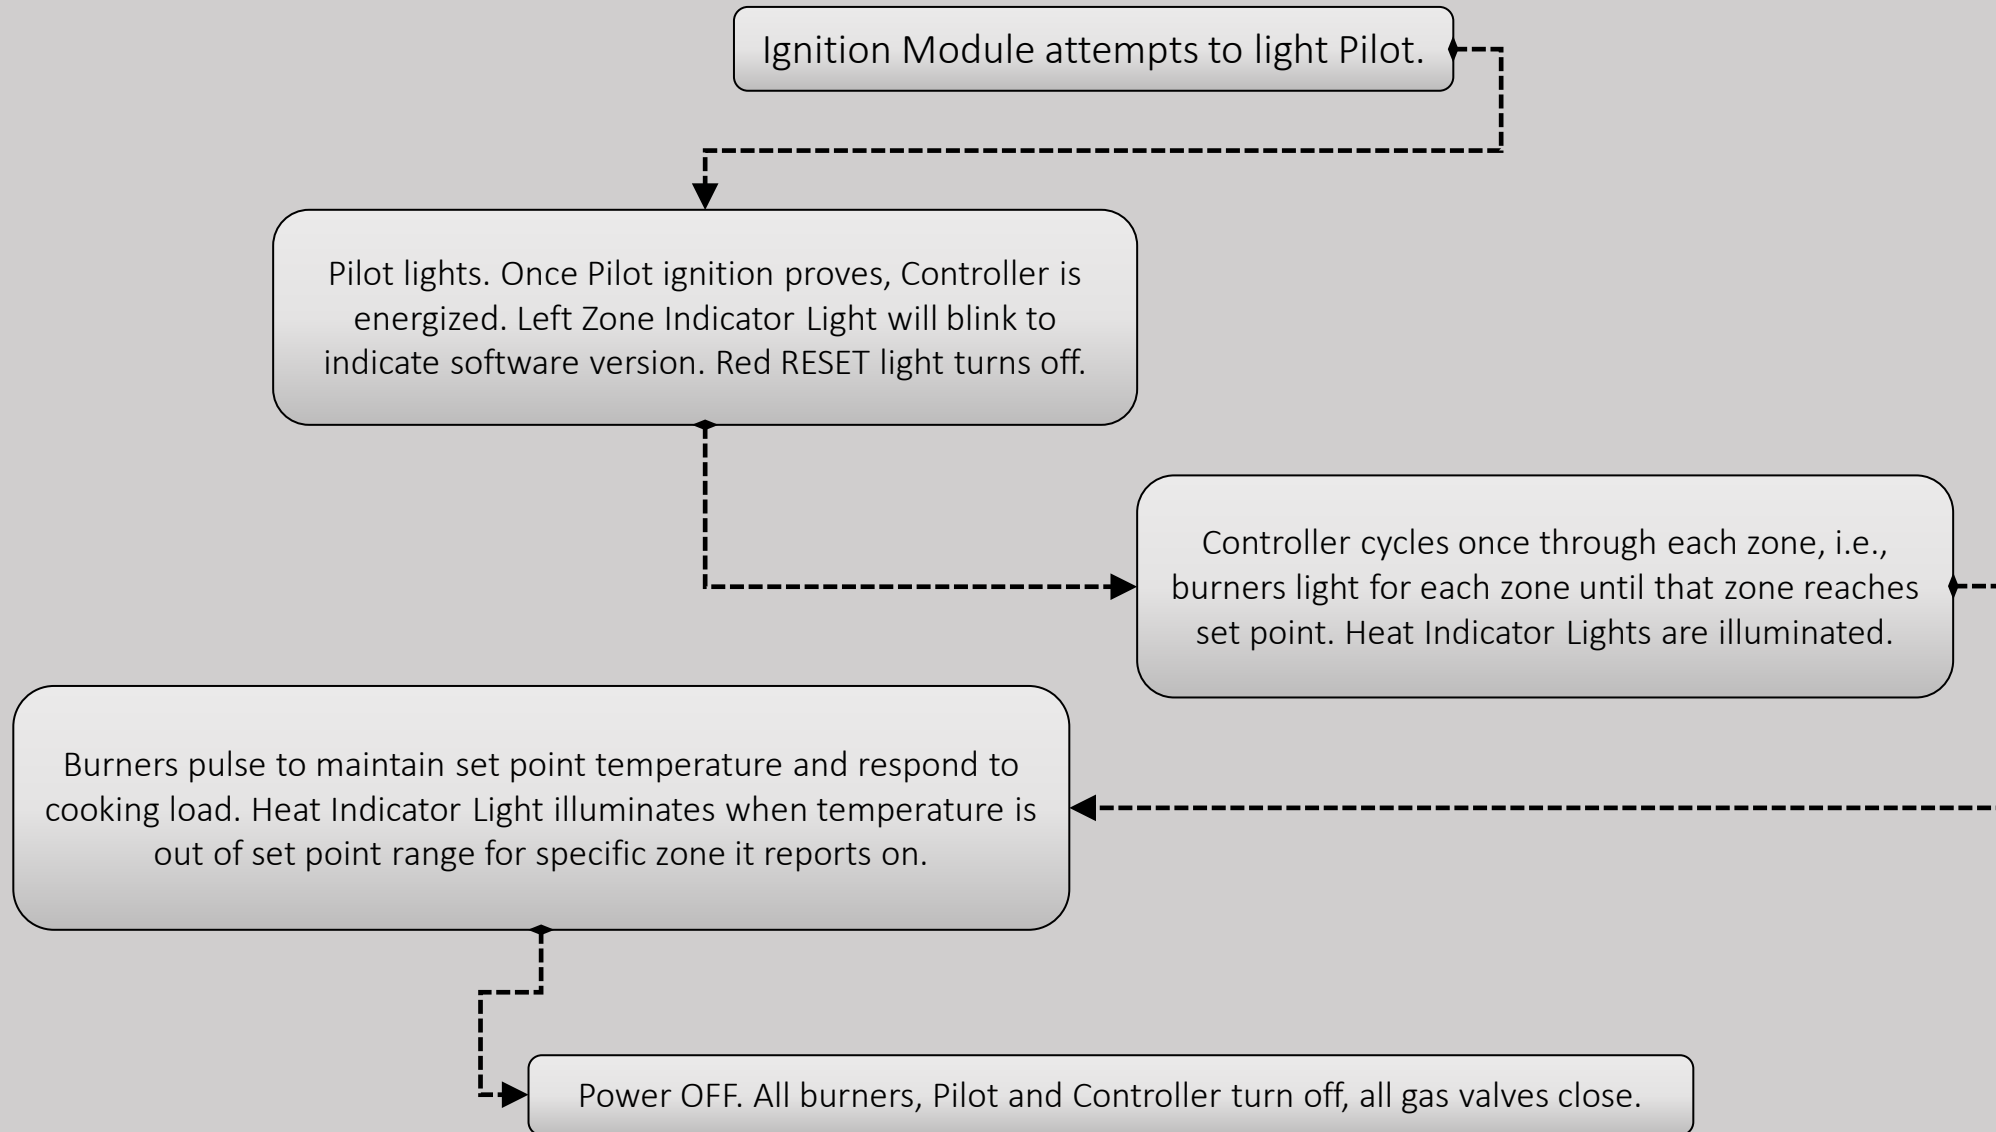 Ignition Module attempts to light Pilot.
Pilot lights. Once Pilot ignition proves, Controller is
energized. Left Zone Indicator Light will blink to
indicate software version. Red RESET light turns off.
Controller cycles once through each zone, i.e.,
burners light for each zone until that zone reaches
set point. Heat Indicator Lights are illuminated.
Burners pulse to maintain set point temperature and respond to
cooking load. Heat Indicator Light illuminates when temperature is
out of set point range for specific zone it reports on.
Power OFF. All burners, Pilot and Controller turn off, all gas valves close.